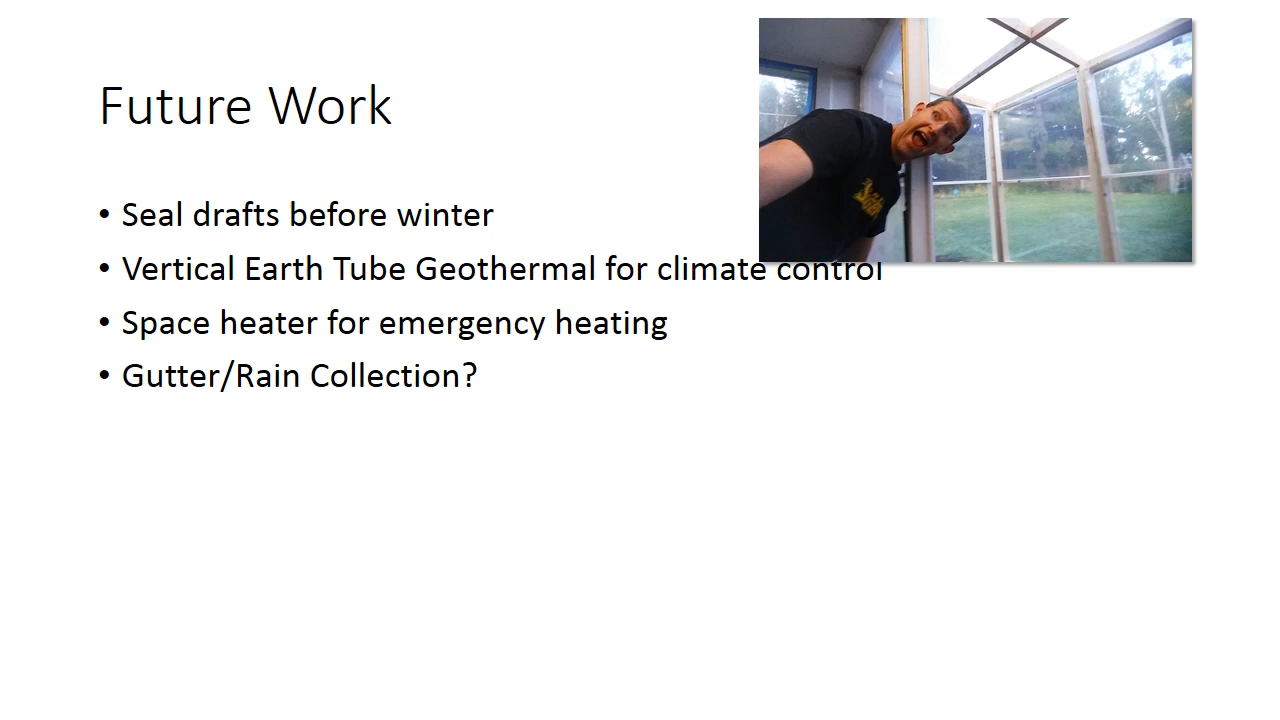 Future Work
• Seal drafts before winter
• Vertical Earth Tube Geothermal for climate control
• Space heater for emergency heating
• Gutter/Rain Collection?